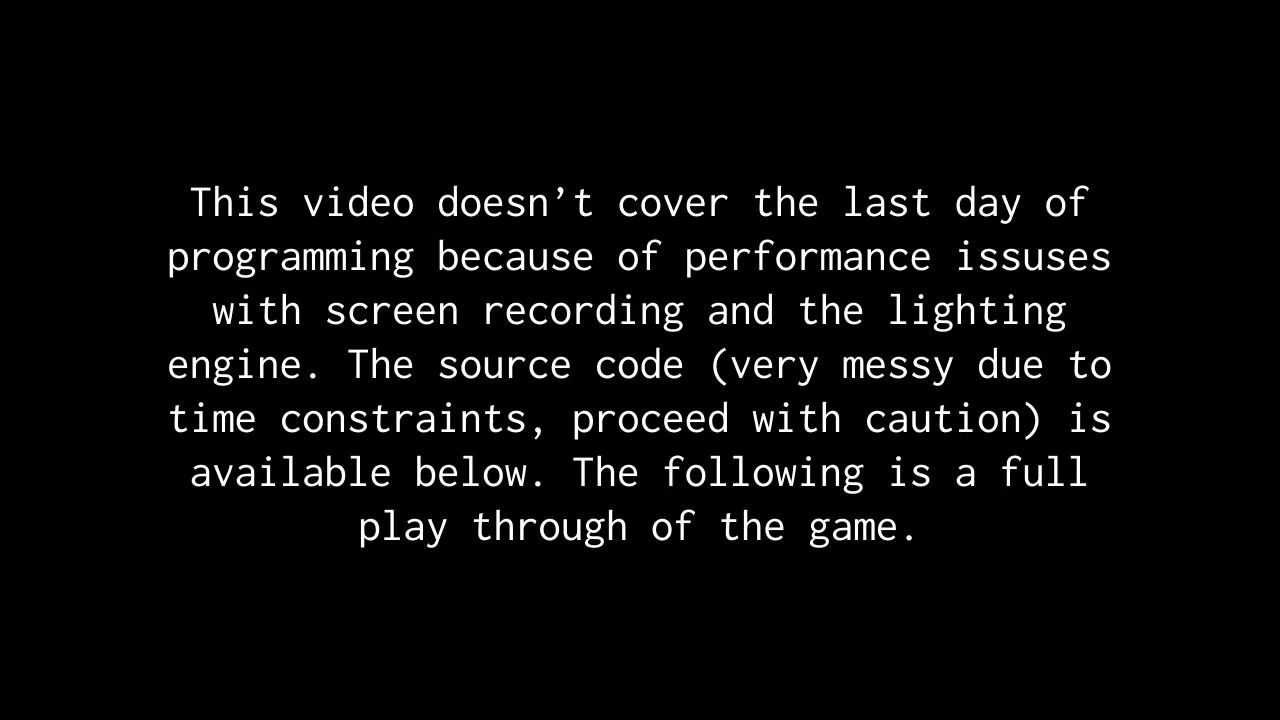 This video doesn’t cover the last day of
programming because of performance issuses
with screen recording and the lighting
engine. The source code (very messy due to
time constraints, proceed with caution) is
available below. The following is a full
play through of the game.